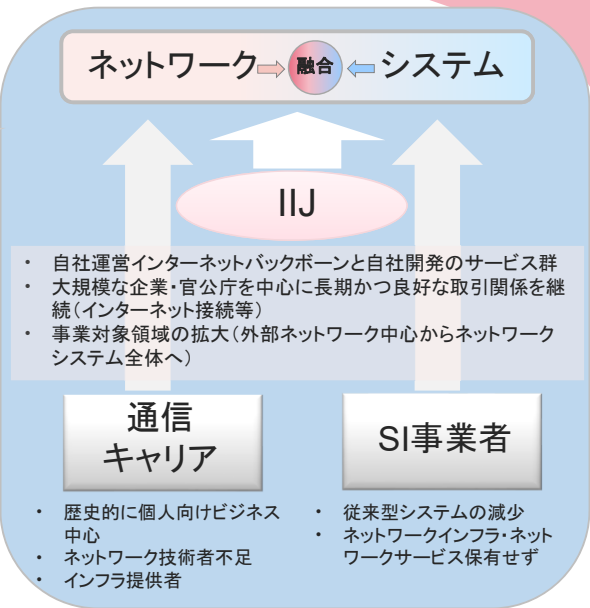 ネットワーク 融合 システム
IIJ
・ 自社運営インターネットバックボーンと自社開発のサービス群
・ 大規模な企業・官公庁を中心に長期かつ良好な取引関係を継
続(インターネット接続等)
・ 事業対象領域の拡大(外部ネットワーク中心からネットワーク
システム全体へ)
通信
キャリア
・ 歴史的に個人向けビジネス
中心
・ ネットワーク技術者不足
・ インフラ提供者
SI事業者
・ 従来型システムの減少
・ ネットワークインフラ・ネット
ワークサービス保有せず